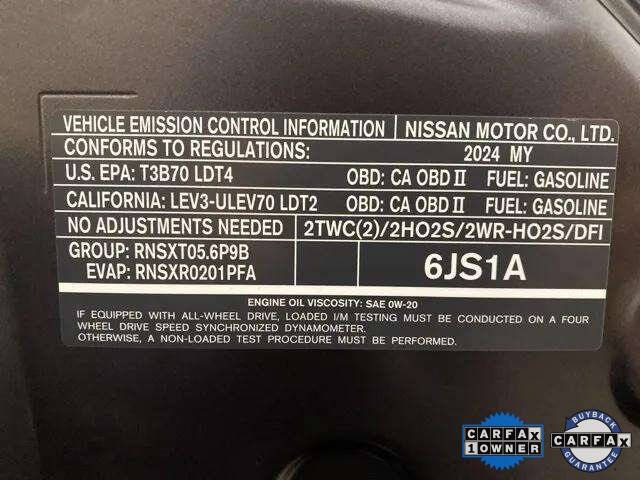 VEHICLE EMISSION CONTROL INFORMATION NISSAN MOTOR CO., LTD.
CONFORMS TO REGULATIONS: 2024 MY
U.S. EPA: T3B70 LDT4 OBD: CA OBD II FUEL: GASOLINE
CALIFORNIA: LEV3-ULEV70 LDT2 OBD: CA OBD II FUEL: GASOLINE
NO ADJUSTMENTS NEEDED 2TWC(2)/2HO2S/2WR-HO2S/DFI
GROUP: RNSXT05.6P9B
EVAP: RNSXR0201PFA
6JS1A
ENGINE OIL VISCOSITY: SAE 0W-20
IF EQUIPPED WITH ALL-WHEEL DRIVE, LOADED I/M TESTING MUST BE CONDUCTED ON A FOUR
WHEEL DRIVE SPEED SYNCHRONIZED DYNAMOMETER.
OTHERWISE, A NON-LOADED TEST PROCEDURE MUST BE PERFORMED.
CARFAX
1 OWNER
BUYBACK
CARFAX
GUARANTEE